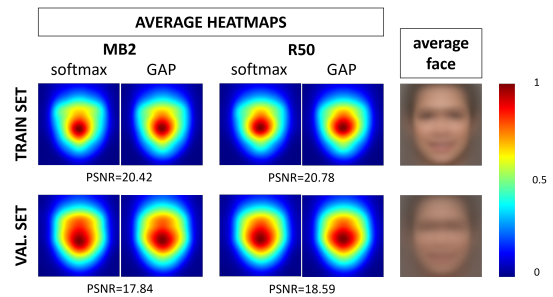 AVERAGE HEATMAPS
MB2
R50
average
face
softmax
GAP
softmax
GAP
TRAIN SET
PSNR=20.42
PSNR=20.78
VAL. SET
PSNR=17.84
PSNR=18.59
1
0.5
0